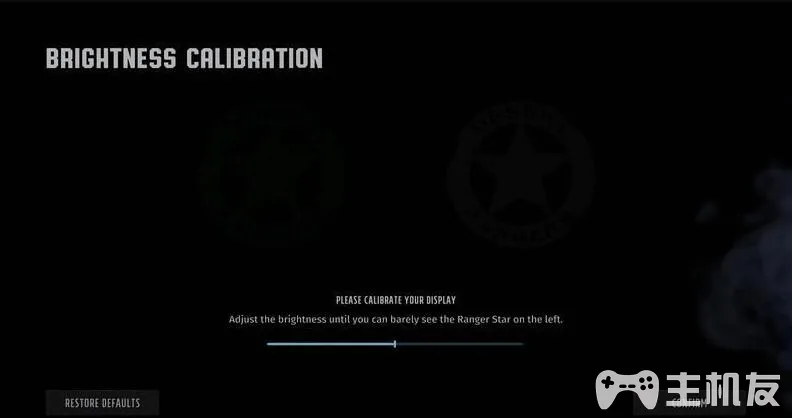 BRIGHTNESS CALIBRATION
PLEASE CALIBRATE YOUR DISPLAY
Adjust the brightness until you can barely see the Ranger Star on the left.
RESTORE DEFAULTS
CONFIRM
主机友